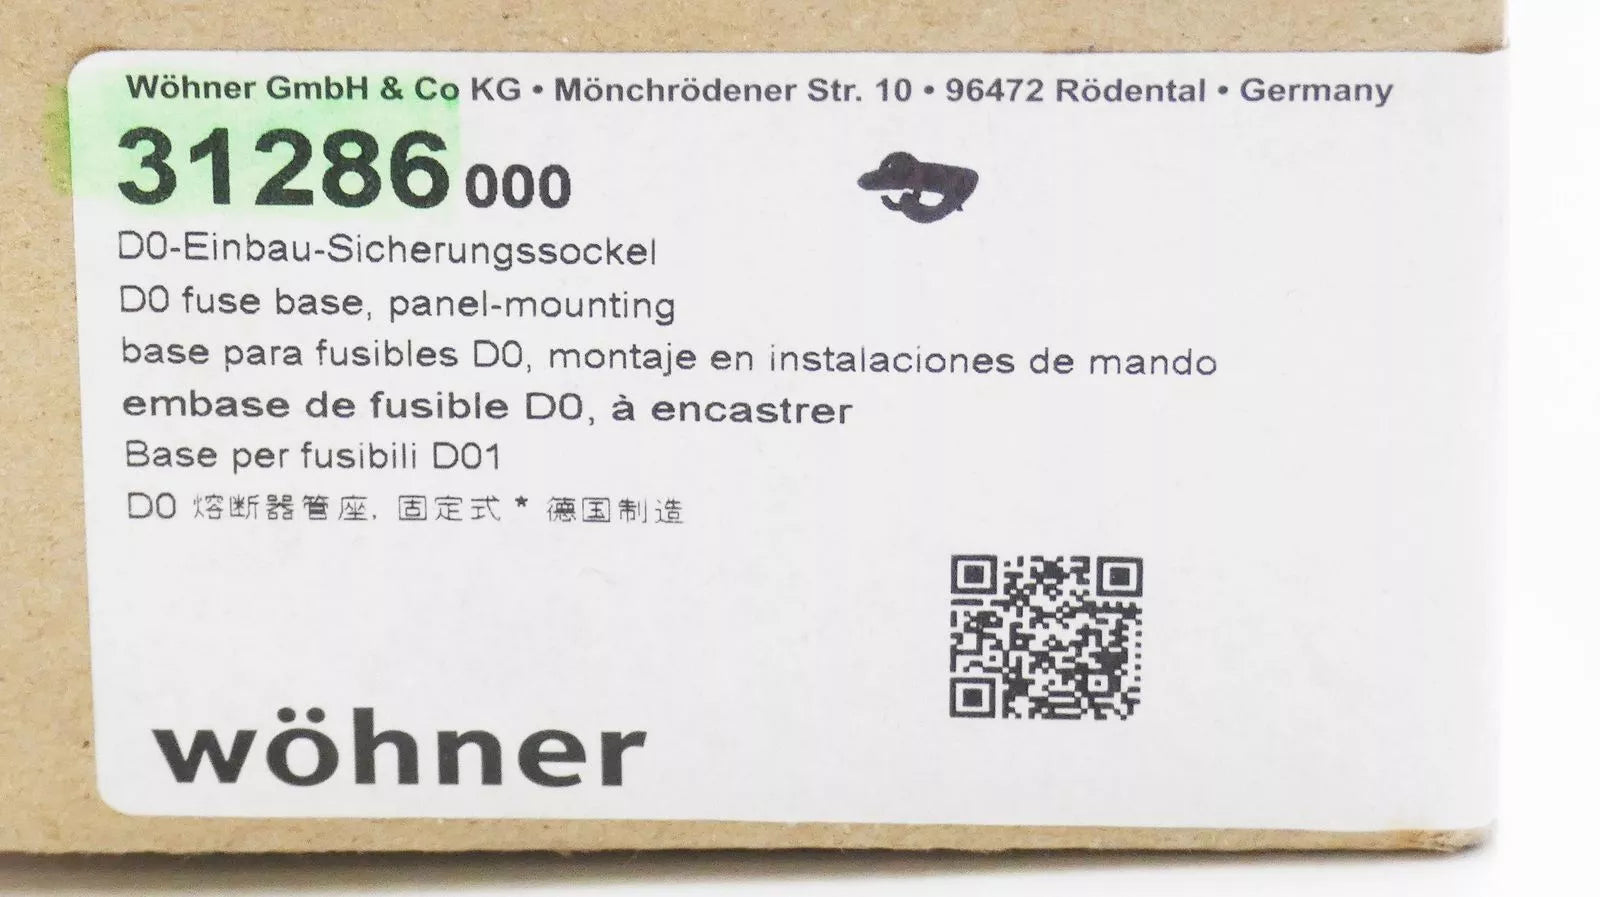 Wöhner GmbH & Co KG • Mönchrödener Str. 10 • 96472 Rödental • Germany
31286 000
D0-Einbau-Sicherungssockel
D0 fuse base, panel-mounting
base para fusibles D0, montaje en instalaciones de mando
embase de fusible D0, à encastrer
Base per fusibili D01
D0 熔断器管座, 固定式 * 德国制造
wöhner